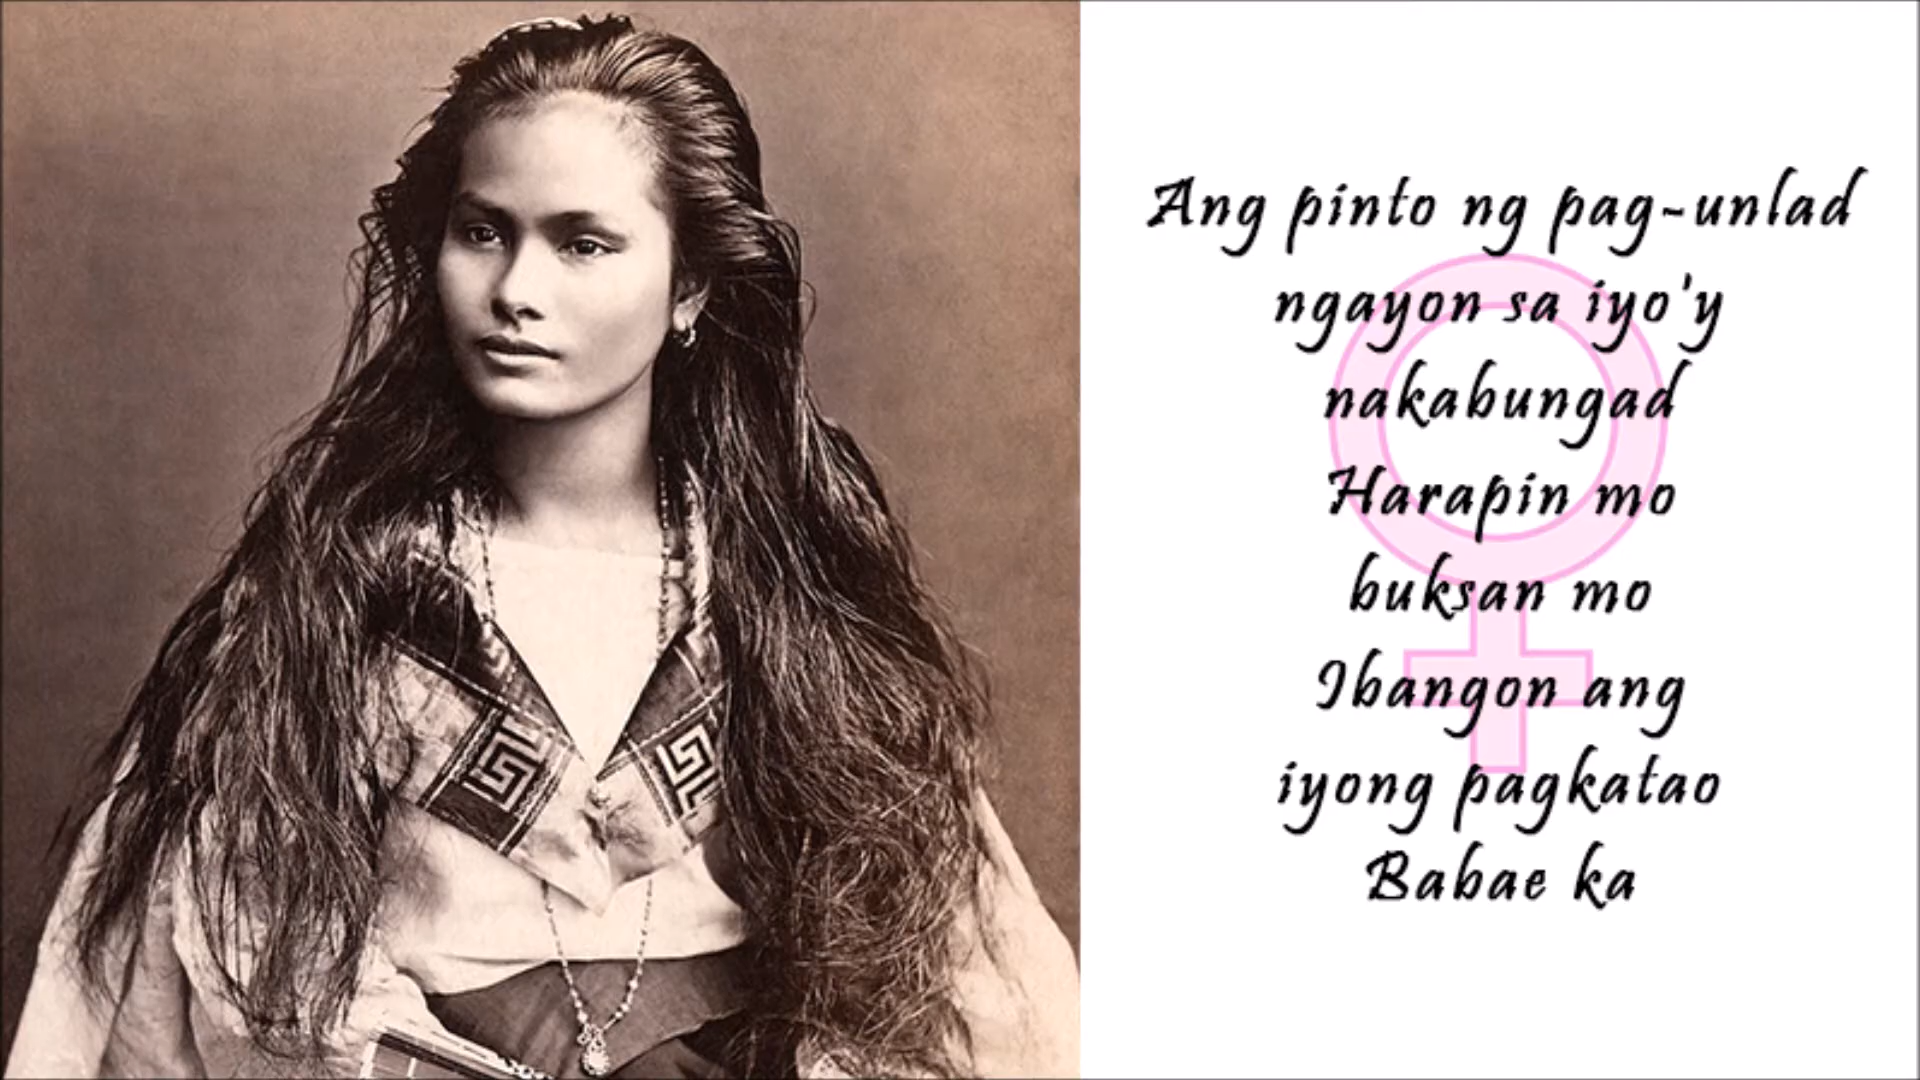 Ang pinto ng pag-unlad
ngayon sa iyo'y
nakabungad
Harapin mo
buksan mo
Ibangon ang
iyong pagkatao
Babae ka